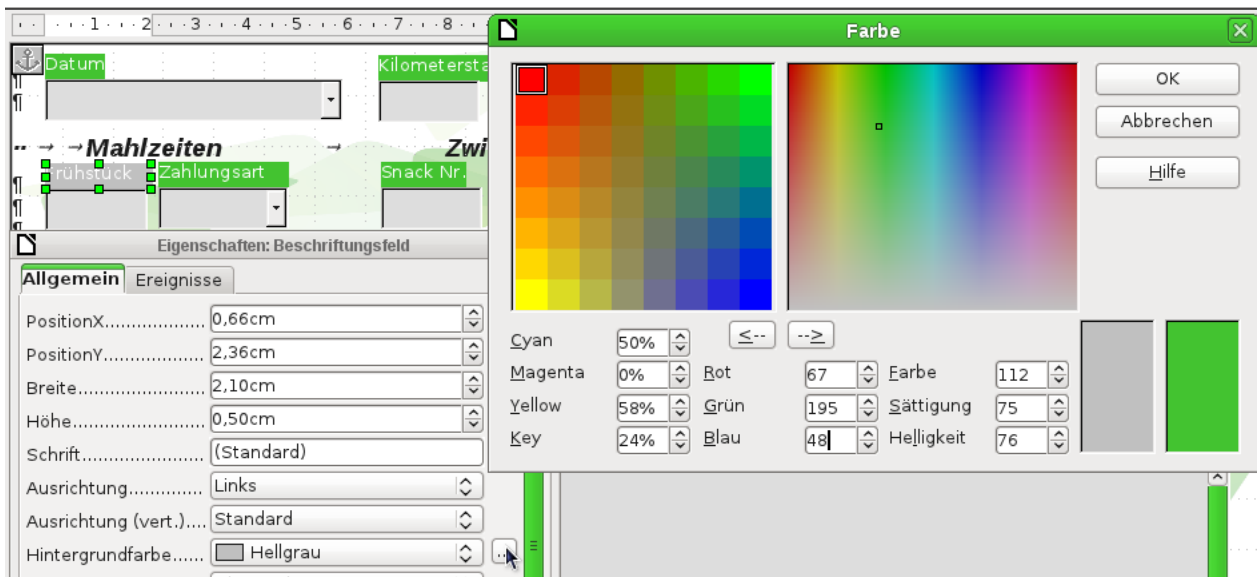 1 2 3 4 5 6 7 8
Datum
Kilometersta
Mahlzeiten
Zwi
Frühstück
Zahlungsart
Snack Nr.
Eigenschaften: Beschriftungsfeld
Allgemein Ereignisse
PositionX................... 0,66cm
PositionY................... 2,36cm
Breite....................... 2,10cm
Höhe........................ 0,50cm
Schrift...................... (Standard)
Ausrichtung.............. Links
Ausrichtung (vert.).... Standard
Hintergrundfarbe...... Hellgrau
...
Farbe
OK
Abbrechen
Hilfe
<-- -->
Cyan 50%
Magenta 0% Rot 67 Farbe 112
Yellow 58% Grün 195 Sättigung 75
Key 24% Blau 48 Helligkeit 76